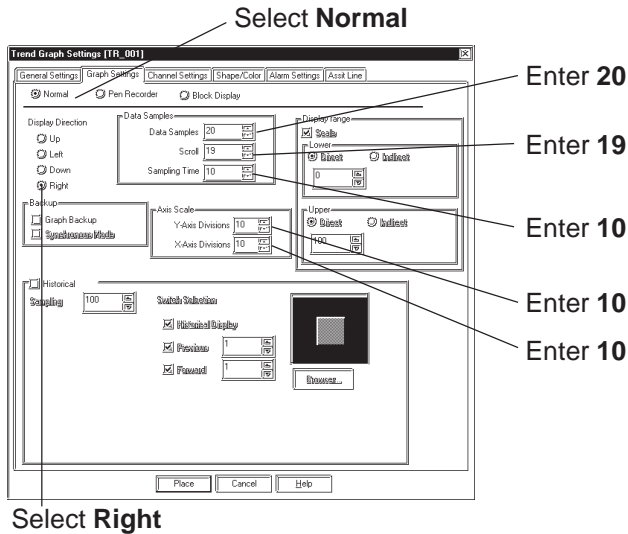 Select Normal
Trend Graph Settings [TR_001]
General Settings Graph Settings Channel Settings Shape/Color Alarm Settings Assit Line
Normal Pen Recorder Block Display
Enter 20
Display Direction
Up
Left
Down
Right
Data Samples
Data Samples 20
Scroll 19
Sampling Time 10
Display range
Scale
Lower
Direct Indirect
0
Enter 19
Backup
Graph Backup
Synchronous Mode
Axis Scale
Y-Axis Divisions 10
X-Axis Divisions 10
Upper
Direct Indirect
100
Enter 10
Historical
Sampling 100
Switch Selection
Historical Display
Previous 1
Forward 1
Browser...
Enter 10
Enter 10
Place Cancel Help
Select Right